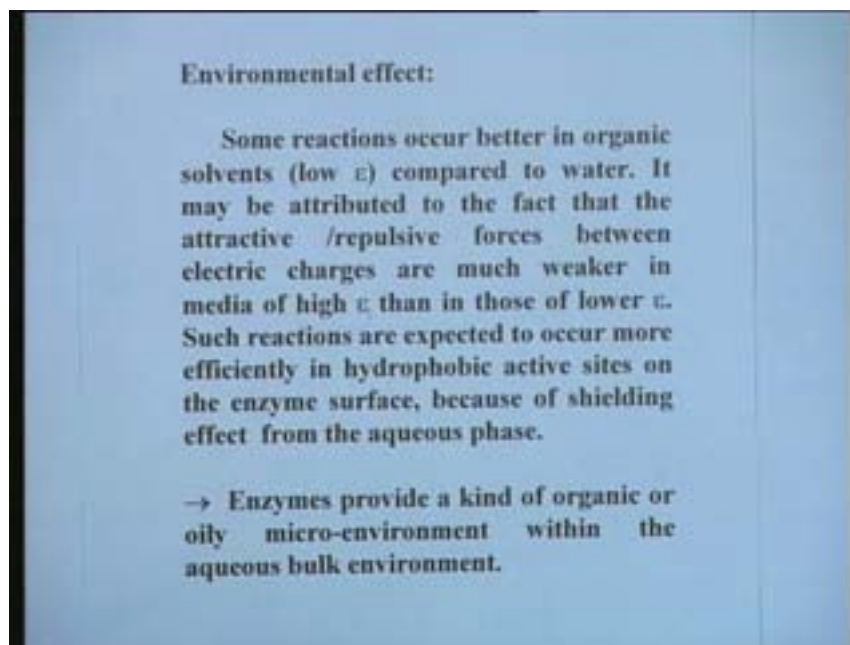 Environmental effect:
Some reactions occur better in organic
solvents (low ε) compared to water. It
may be attributed to the fact that the
attractive /repulsive forces between
electric charges are much weaker in
media of high ε than in those of lower ε.
Such reactions are expected to occur more
efficiently in hydrophobic active sites on
the enzyme surface, because of shielding
effect from the aqueous phase.
→ Enzymes provide a kind of organic or
oily micro-environment within the
aqueous bulk environment.